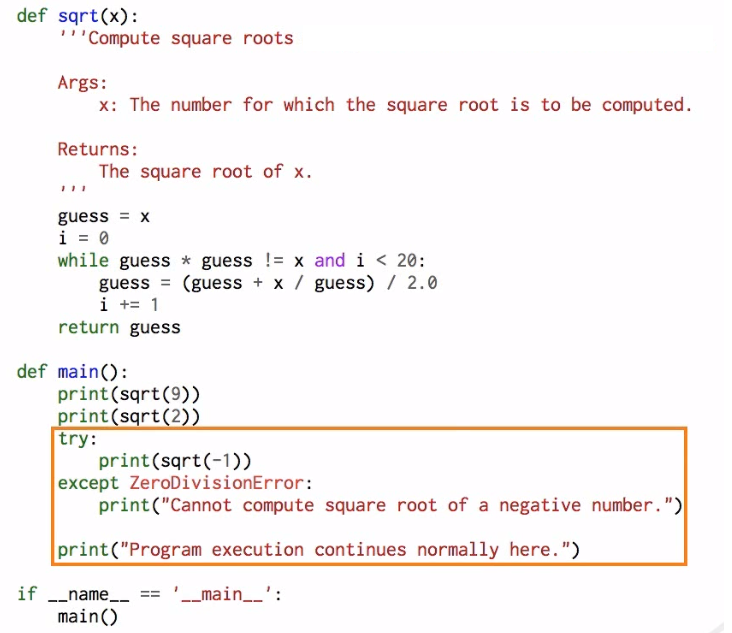 def sqrt(x):
    '''Compute square roots

    Args:
        x: The number for which the square root is to be computed.

    Returns:
        The square root of x.
    '''
    guess = x
    i = 0
    while guess * guess != x and i < 20:
        guess = (guess + x / guess) / 2.0
        i += 1
    return guess

def main():
    print(sqrt(9))
    print(sqrt(2))
    try:
        print(sqrt(-1))
    except ZeroDivisionError:
        print("Cannot compute square root of a negative number.")

    print("Program execution continues normally here.")

if __name__ == '__main__':
    main()